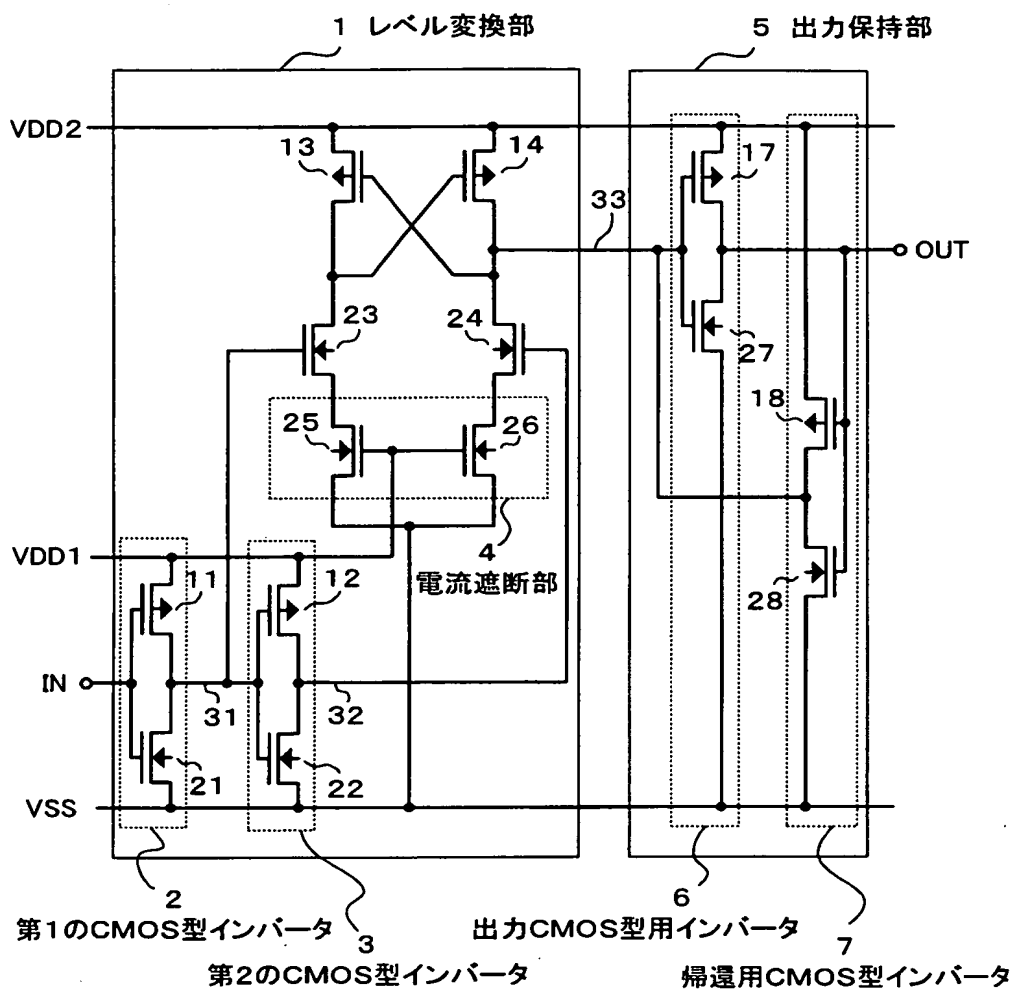 1 レベル変換部
5 出力保持部
VDD2
13
14
17
33
OUT
23
24
27
18
25
26
VDD1
4
電流遮断部
11
12
28
IN
31
32
21
22
VSS
2
第1のCMOS型インバータ
3
第2のCMOS型インバータ
6
出力CMOS型用インバータ
7
帰還用CMOS型インバータ